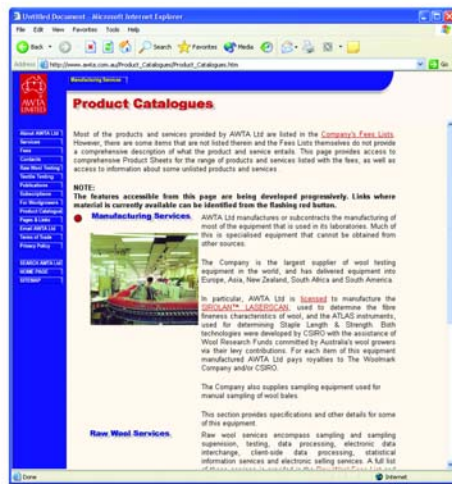 Untitled Document - Microsoft Internet Explorer
File Edit View Favorites Tools Help
Back Search Favorites Media
Address http://www.awta.com.au/Product_Catalogues/Product_Catalogues.htm Go
AWTA
LIMITED
Manufacturing Services
Product Catalogues
About AWTA Ltd
Services
Fees
Contacts
Raw Wool Testing
Textile Testing
Publications
Subscriptions
For Woolgrowers
Product Catalogue
Pages & Links
Email AWTA Ltd
Terms of Trade
Privacy Policy
SEARCH AWTA Ltd
HOME PAGE
SITEMAP
Most of the products and services provided by AWTA Ltd are listed in the Company's Fees Lists.
However, there are some items that are not listed therein and the Fees Lists themselves do not provide
a comprehensive description of what the product and service entails. This page provides access to
comprehensive Product Sheets for the range of products and services listed with the fees, as well as
access to information about some unlisted products and services
NOTE:
The features accessible from this page are being developed progressively. Links where
material is currently available can be identified from the flashing red button.
Manufacturing Services
AWTA Ltd manufactures or subcontracts the manufacturing of
most of the equipment that is used in its laboratories. Much of
this is specialised equipment that cannot be obtained from
other sources.
The Company is the largest supplier of wool testing
equipment in the world, and has delivered equipment into
Europe, Asia, New Zealand, South Africa and South America.
In particular, AWTA Ltd is licensed to manufacture the
SIROLAN™ LASERSCAN, used to determine the fibre
fineness characteristics of wool, and the ATLAS instruments,
used for determining Staple Length & Strength. Both
technologies were developed by CSIRO with the assistance of
Wool Research Funds committed by Australia's wool growers
via their levy contributions. For each item of this equipment
manufactured AWTA Ltd pays royalties to The Woolmark
Company and/or CSIRO.
The Company also supplies sampling equipment used for
manual sampling of wool bales
This section provides specifications and other details for some
of this equipment.
Raw Wool Services
Raw wool services encompass sampling and sampling
supervision, testing, data processing, electronic data
interchange, client-side data processing, statistical
information services and electronic selling services. A full list
Done Internet